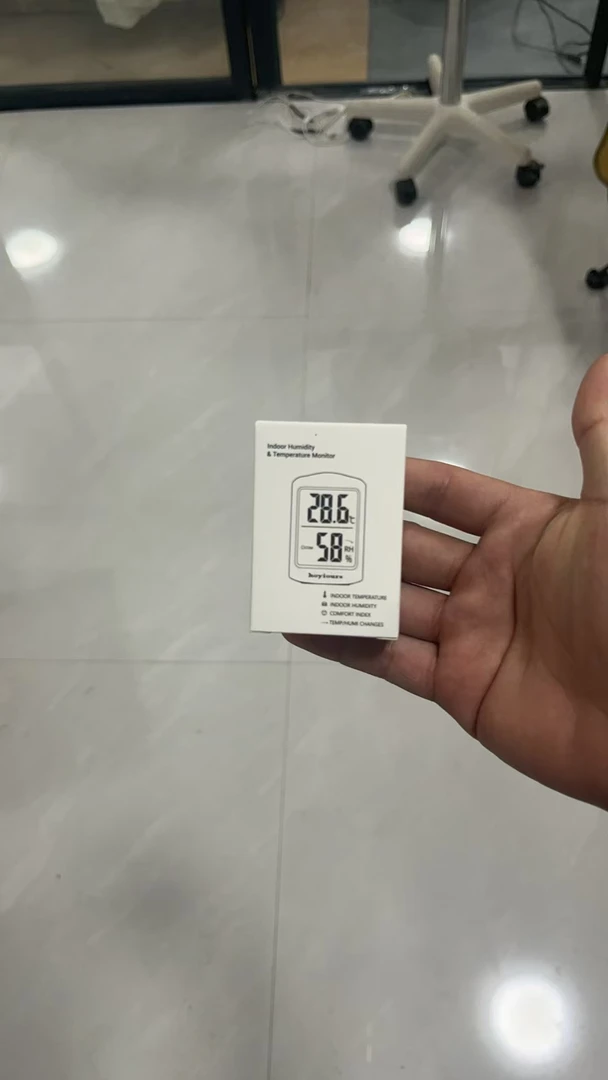 Indoor Humidity
& Temperature Monitor
28.6℃
58 RH
%
INDOOR TEMPERATURE
INDOOR HUMIDITY
COMFORT INDEX
TEMP/HUMI CHANGES